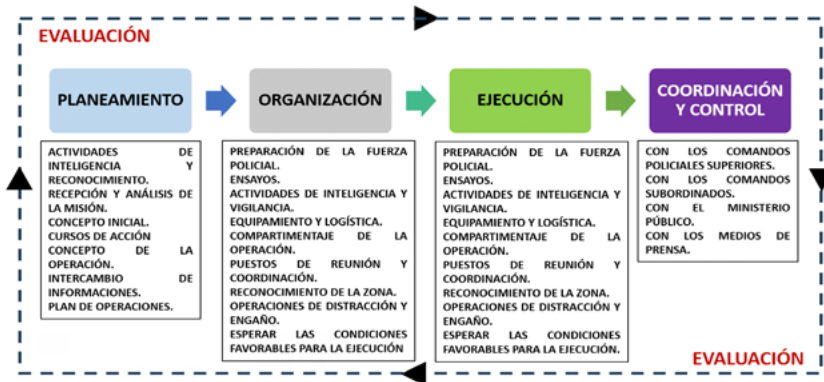 EVALUACIÓN
PLANEAMIENTO
ORGANIZACIÓN
EJECUCIÓN
COORDINACIÓN
Y CONTROL
ACTIVIDADES DE
INTELIGENCIA Y
RECONOCIMIENTO.
RECEPCIÓN Y ANÁLISIS DE
LA MISIÓN.
CONCEPTO INICIAL.
CURSOS DE ACCIÓN
CONCEPTO DE LA
OPERACIÓN.
INTERCAMBIO DE
INFORMACIONES.
PLAN DE OPERACIONES.
PREPARACIÓN DE LA FUERZA
POLICIAL.
ENSAYOS.
ACTIVIDADES DE INTELIGENCIA Y
VIGILANCIA.
EQUIPAMIENTO Y LOGÍSTICA.
COMPARTIMENTAJE DE LA
OPERACIÓN.
PUESTOS DE REUNIÓN Y
COORDINACIÓN.
RECONOCIMIENTO DE LA ZONA.
OPERACIONES DE DISTRACCIÓN Y
ENGAÑO.
ESPERAR LAS CONDICIONES
FAVORABLES PARA LA EJECUCIÓN
PREPARACIÓN DE LA FUERZA
POLICIAL.
ENSAYOS.
ACTIVIDADES DE INTELIGENCIA Y
VIGILANCIA.
EQUIPAMIENTO Y LOGÍSTICA.
COMPARTIMENTAJE DE LA
OPERACIÓN.
PUESTOS DE REUNIÓN Y
COORDINACIÓN.
RECONOCIMIENTO DE LA ZONA.
OPERACIONES DE DISTRACCIÓN Y
ENGAÑO.
ESPERAR LAS CONDICIONES
FAVORABLES PARA LA EJECUCIÓN.
CON LOS COMANDOS
POLICIALES SUPERIORES.
CON LOS COMANDOS
SUBORDINADOS.
CON EL MINISTERIO
PÚBLICO.
CON LOS MEDIOS DE
PRENSA.
EVALUACIÓN